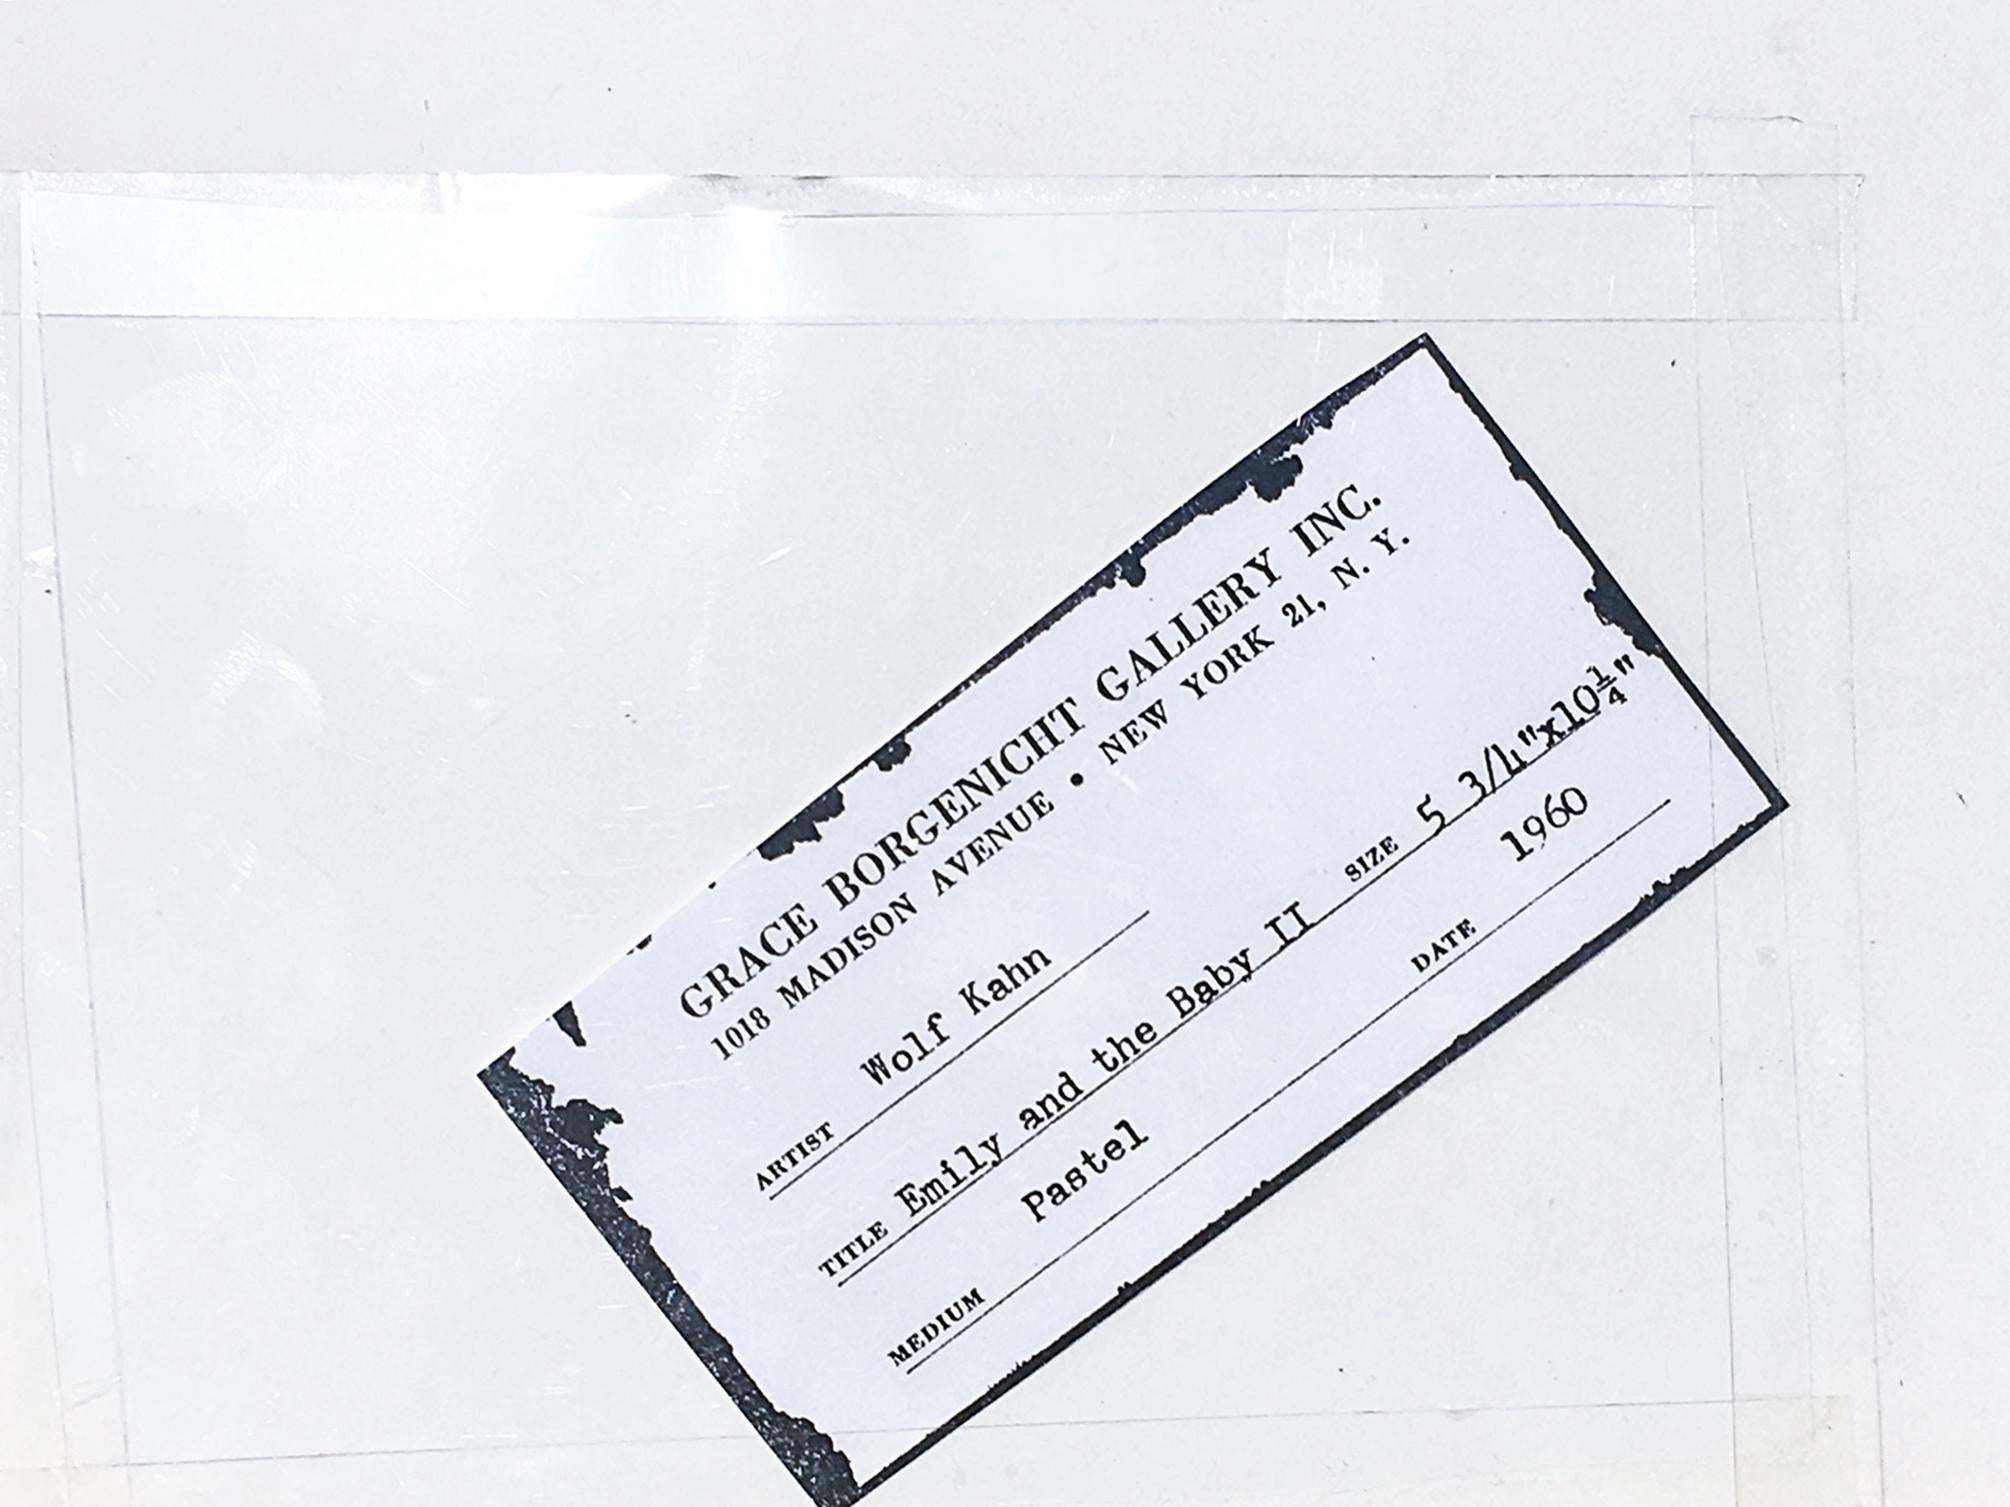 GRACE BORGENICHT GALLERY INC.
1018 MADISON AVENUE • NEW YORK 21, N. Y.
ARTIST Wolf Kahn
TITLE Emily and the Baby II SIZE 5 3/4"x10¼"
MEDIUM Pastel DATE 1960